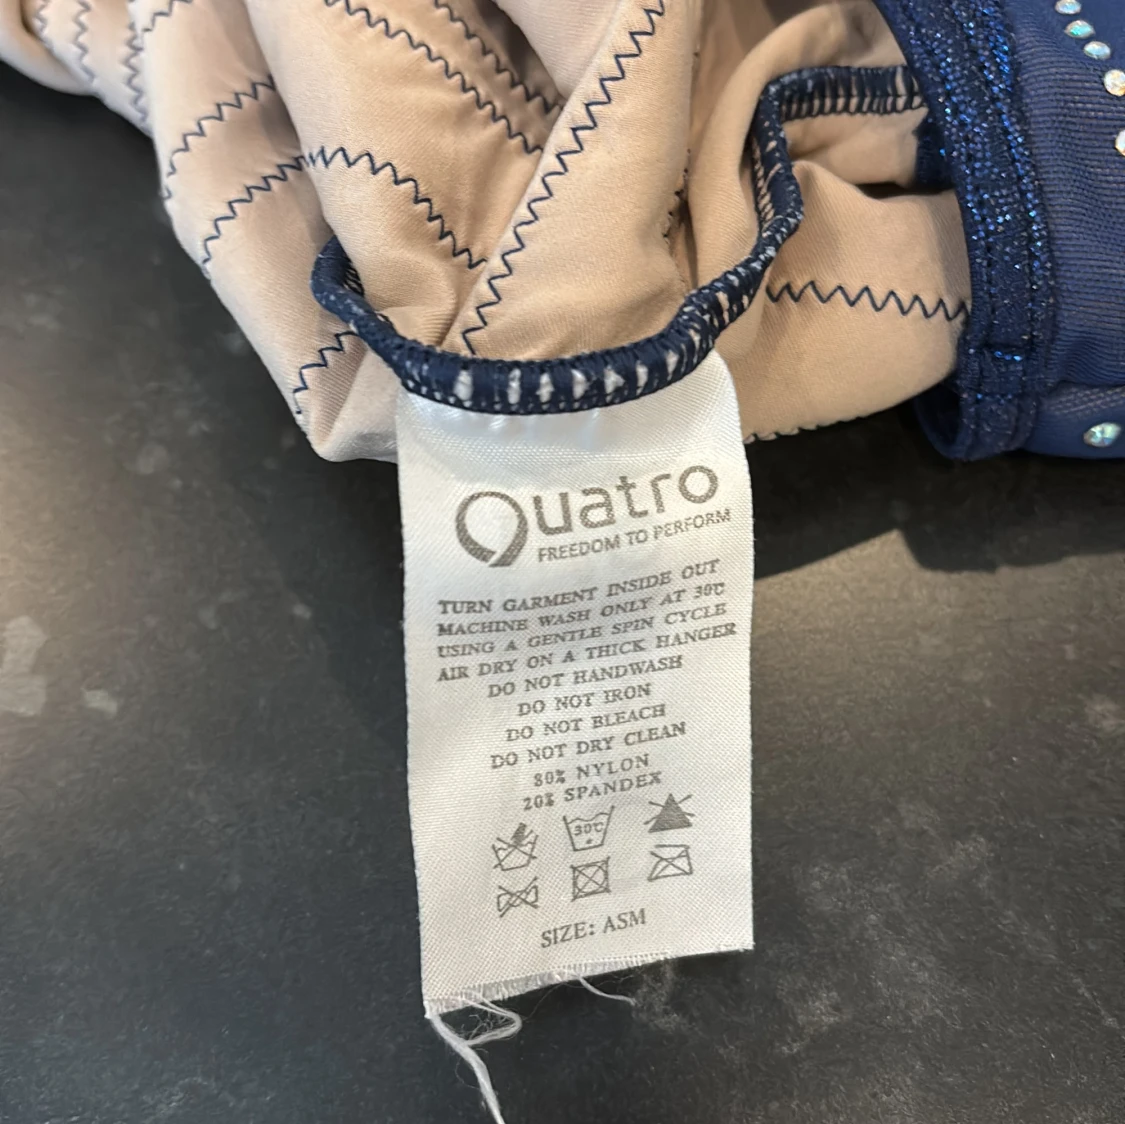 Quatro
FREEDOM TO PERFORM
TURN GARMENT INSIDE OUT
MACHINE WASH ONLY AT 30C
USING A GENTLE SPIN CYCLE
AIR DRY ON A THICK HANGER
DO NOT HANDWASH
DO NOT IRON
DO NOT BLEACH
DO NOT DRY CLEAN
80% NYLON
20% SPANDEX
30C
SIZE: ASM